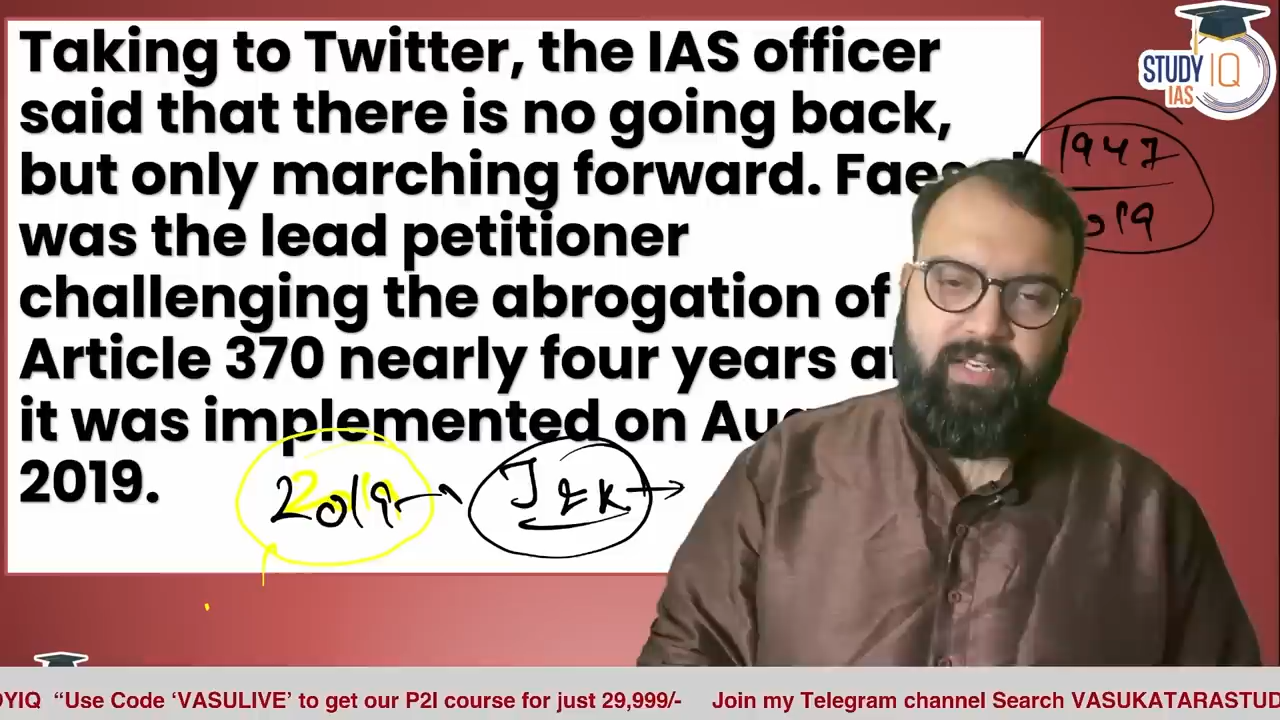 Taking to Twitter, the IAS officer
said that there is no going back,
but only marching forward. Faes
was the lead petitioner
challenging the abrogation of
Article 370 nearly four years a
it was implemented on Au
2019.
2019
J & K
1947
2019
STUDY IQ
IAS
DYIQ “Use Code ‘VASULIVE’ to get our P2I course for just 29,999/- Join my Telegram channel Search VASUKATARASTUD